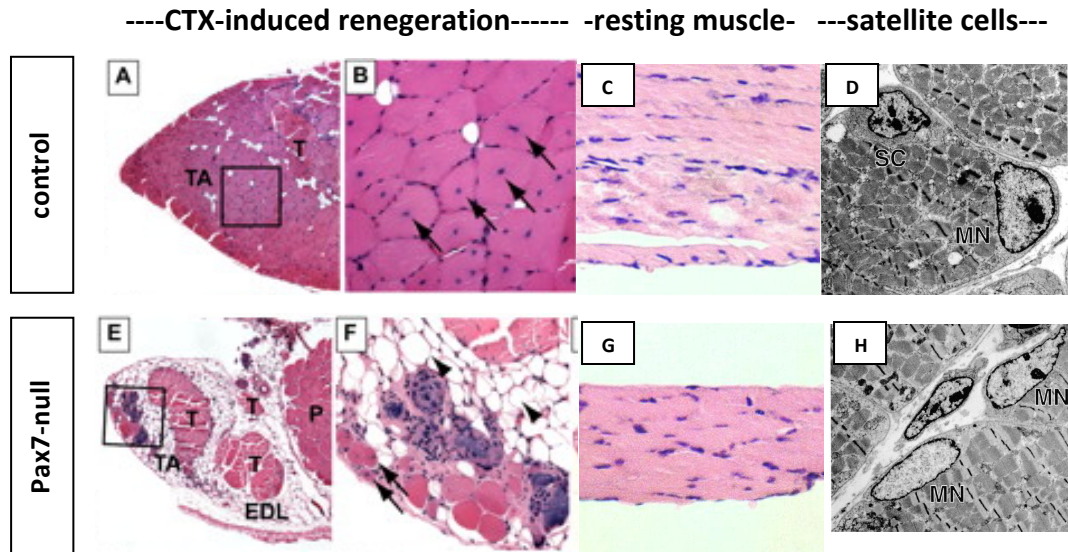 ----CTX-induced renegeration------ -resting muscle- ---satellite cells---
control
A
T
TA
B
C
D
SC
MN
Pax7-null
E
T
T
P
T
TA
EDL
F
G
H
MN
MN